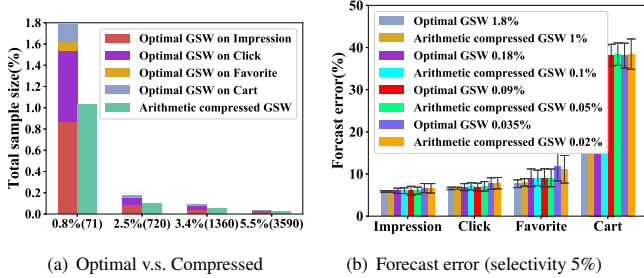 Total sample size(%)
1.8
1.6
1.4
1.2
1.0
0.8
0.6
0.4
0.2
0.0
Optimal GSW on Impression
Optimal GSW on Click
Optimal GSW on Favorite
Optimal GSW on Cart
Arithmetic compressed GSW
0.8%(71) 2.5%(720) 3.4%(1360) 5.5%(3590)
(a) Optimal v.s. Compressed
Forcast error(%)
50
40
30
20
10
0
Optimal GSW 1.8%
Arithmetic compressed GSW 1%
Optimal GSW 0.18%
Arithmetic compressed GSW 0.1%
Optimal GSW 0.09%
Arithmetic compressed GSW 0.05%
Optimal GSW 0.035%
Arithmetic compressed GSW 0.02%
Impression Click Favorite Cart
(b) Forecast error (selectivity 5%)